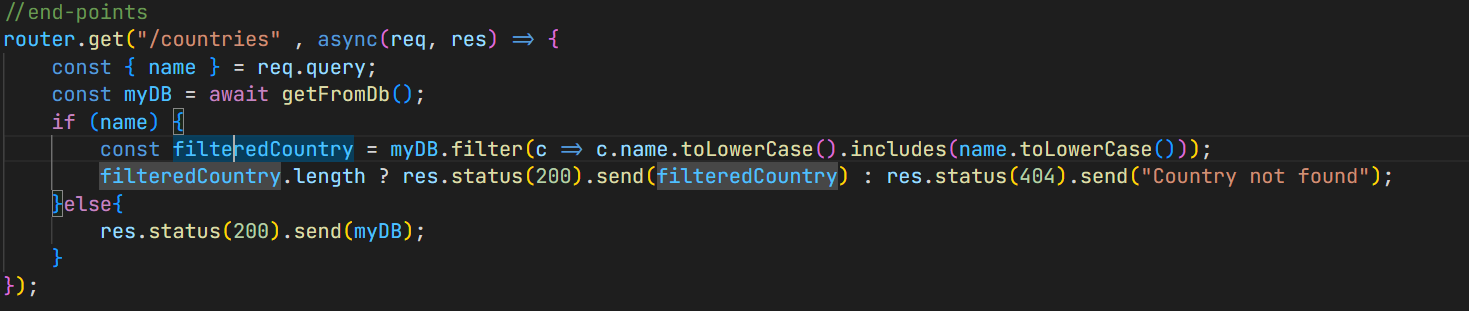 //end-points
router.get("/countries" , async(req, res) => {
    const { name } = req.query;
    const myDB = await getFromDb();
    if (name) {
        const filteredCountry = myDB.filter(c => c.name.toLowerCase().includes(name.toLowerCase()));
        filteredCountry.length ? res.status(200).send(filteredCountry) : res.status(404).send("Country not found");
    }else{
        res.status(200).send(myDB);
    }
});